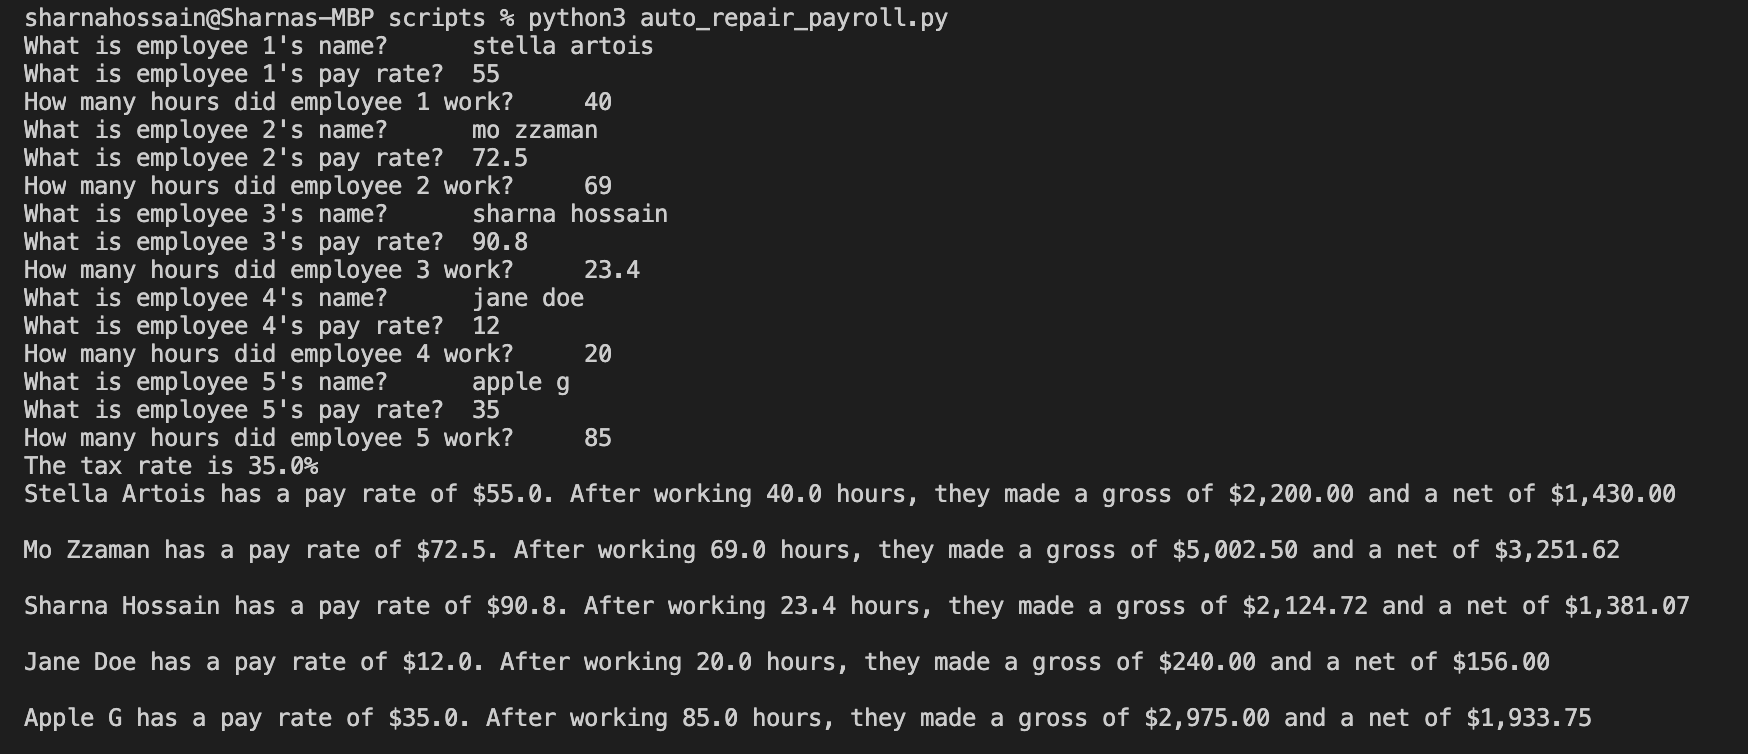 sharnahossain@Sharnas-MBP scripts % python3 auto_repair_payroll.py
What is employee 1's name?      stella artois
What is employee 1's pay rate?  55
How many hours did employee 1 work?     40
What is employee 2's name?      mo zzaman
What is employee 2's pay rate?  72.5
How many hours did employee 2 work?     69
What is employee 3's name?      sharna hossain
What is employee 3's pay rate?  90.8
How many hours did employee 3 work?     23.4
What is employee 4's name?      jane doe
What is employee 4's pay rate?  12
How many hours did employee 4 work?     20
What is employee 5's name?      apple g
What is employee 5's pay rate?  35
How many hours did employee 5 work?     85
The tax rate is 35.0%
Stella Artois has a pay rate of $55.0. After working 40.0 hours, they made a gross of $2,200.00 and a net of $1,430.00
Mo Zzaman has a pay rate of $72.5. After working 69.0 hours, they made a gross of $5,002.50 and a net of $3,251.62
Sharna Hossain has a pay rate of $90.8. After working 23.4 hours, they made a gross of $2,124.72 and a net of $1,381.07
Jane Doe has a pay rate of $12.0. After working 20.0 hours, they made a gross of $240.00 and a net of $156.00
Apple G has a pay rate of $35.0. After working 85.0 hours, they made a gross of $2,975.00 and a net of $1,933.75